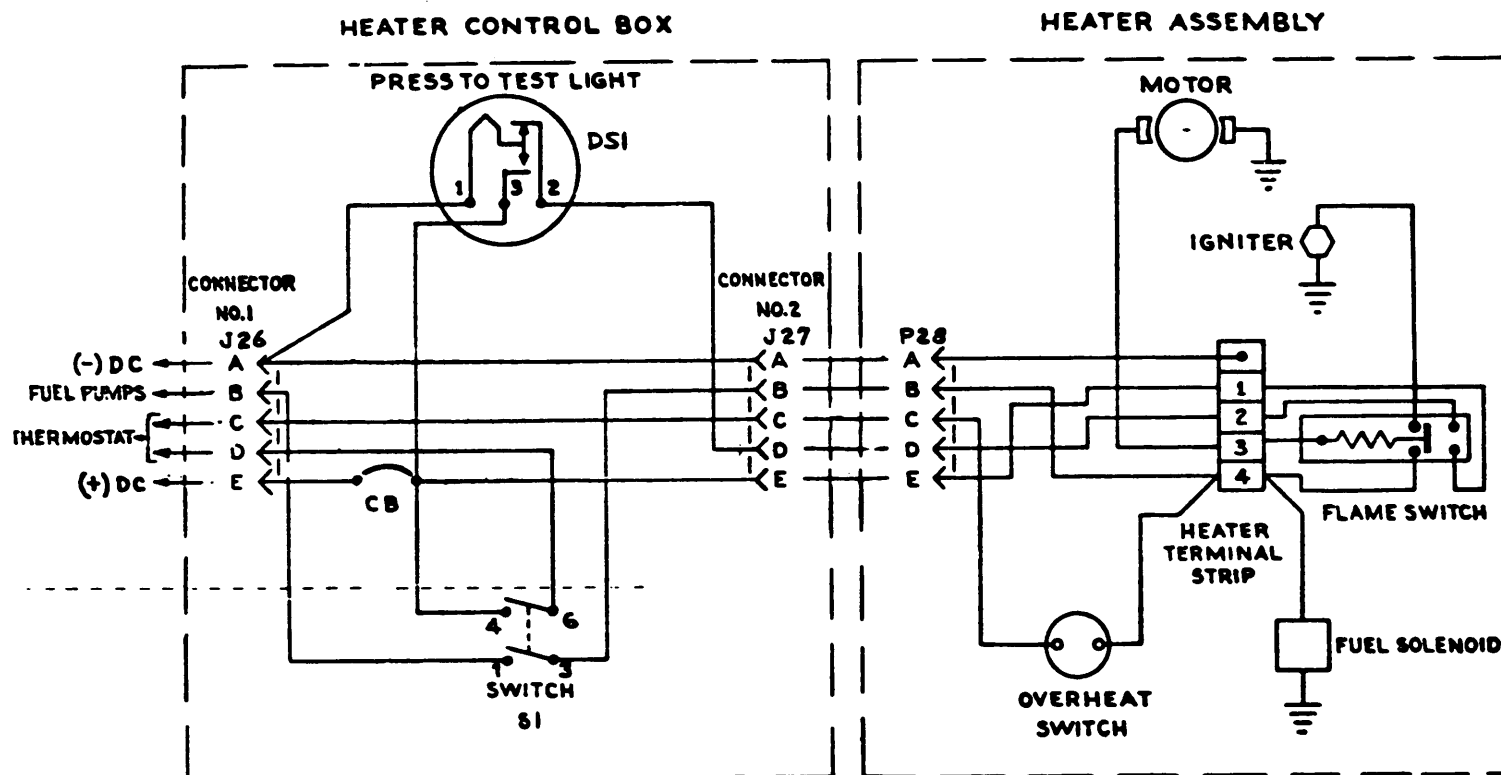 HEATER CONTROL BOX
HEATER ASSEMBLY
PRESS TO TEST LIGHT
DS1
1 3 2
MOTOR
IGNITER
CONNECTOR
NO.1
J26
CONNECTOR
NO.2
J27
P28
(-) DC A
FUEL PUMPS B
THERMOSTAT C
D
(+) DC E
CB
A
B
C
D
E
A
B
C
D
E
1
2
3
4
HEATER
TERMINAL
STRIP
FLAME SWITCH
4 6
1 3
SWITCH
S1
OVERHEAT
SWITCH
FUEL SOLENOID